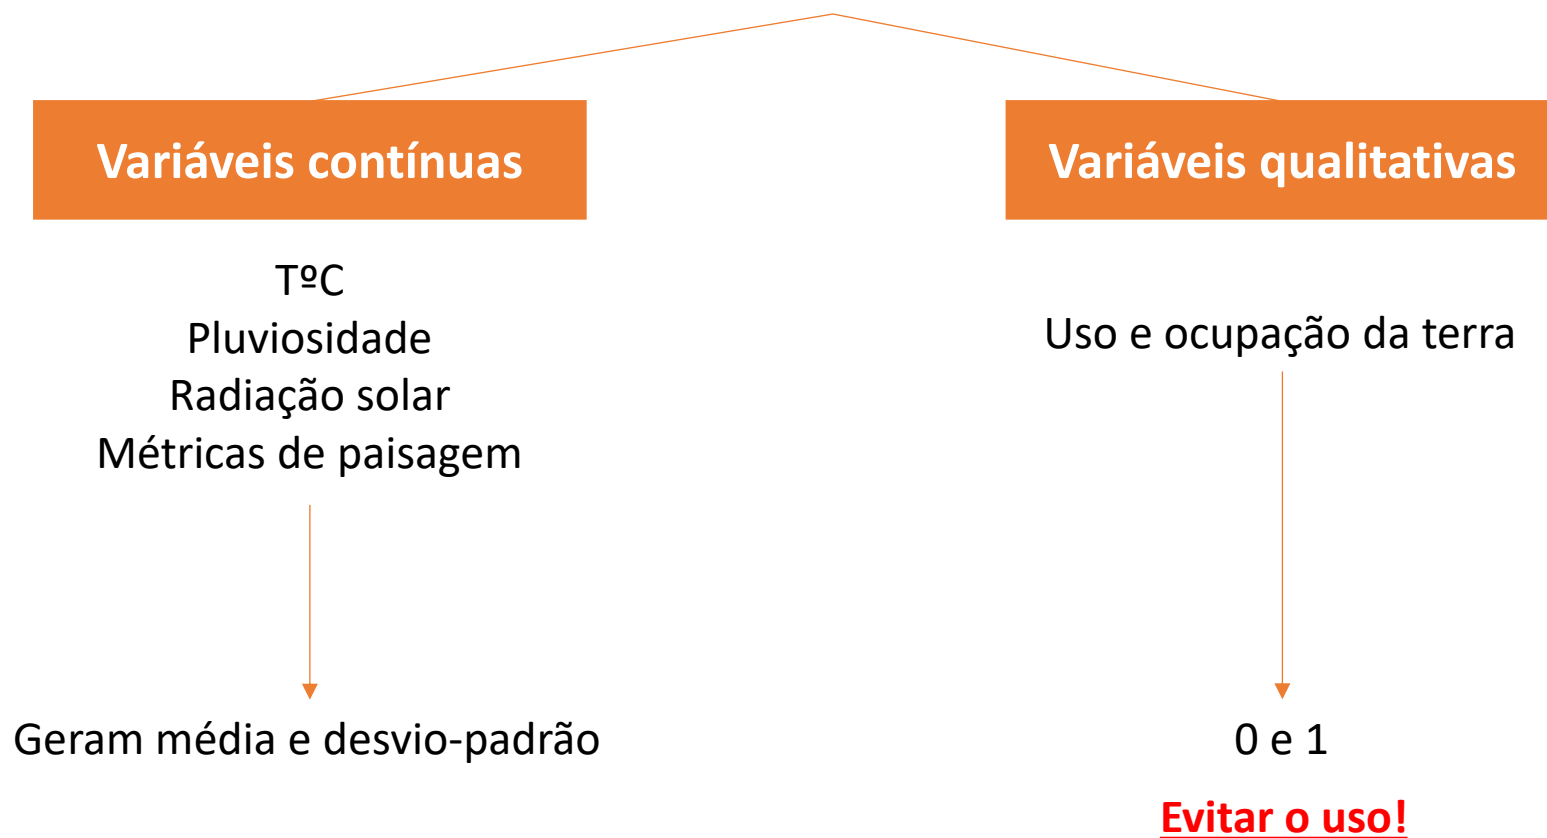 Variáveis contínuas
TºC
Pluviosidade
Radiação solar
Métricas de paisagem
Geram média e desvio-padrão
Variáveis qualitativas
Uso e ocupação da terra
0 e 1
Evitar o uso!